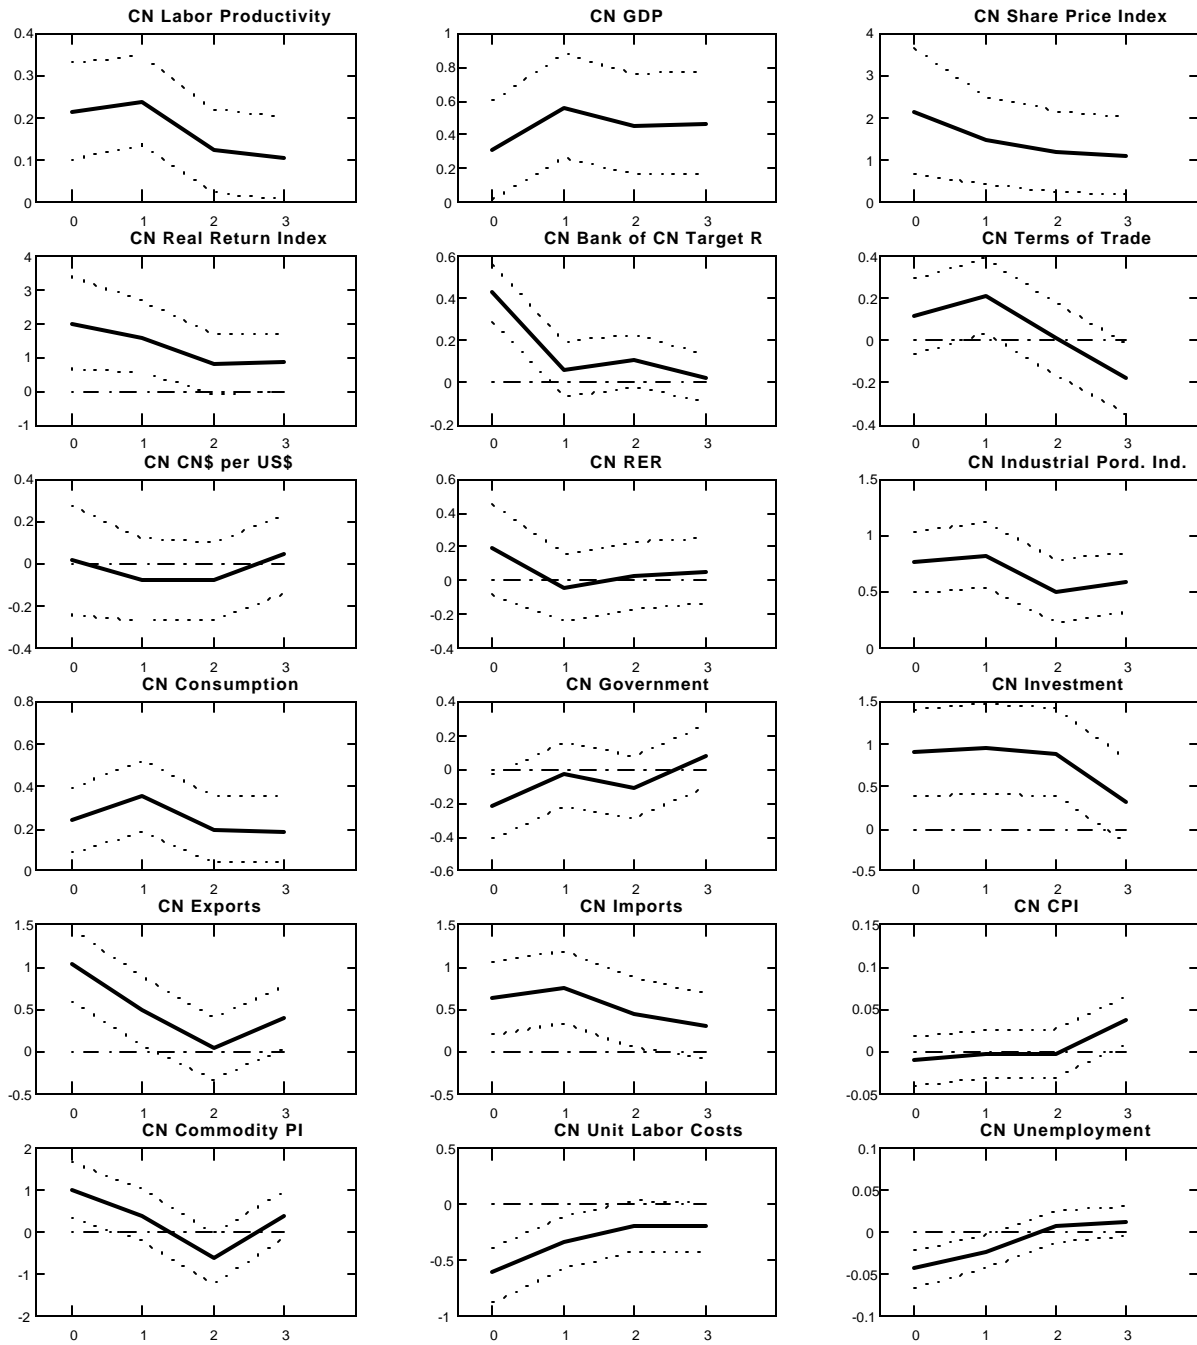 CN Labor Productivity
0.4
0.3
0.2
0.1
0
0 1 2 3
CN GDP
1
0.8
0.6
0.4
0.2
0
0 1 2 3
CN Share Price Index
4
3
2
1
0
0 1 2 3
CN Real Return Index
4
3
2
1
0
-1
0 1 2 3
CN Bank of CN Target R
0.6
0.4
0.2
0
-0.2
0 1 2 3
CN Terms of Trade
0.4
0.2
0
-0.2
-0.4
0 1 2 3
CN CN$ per US$
0.4
0.2
0
-0.2
-0.4
0 1 2 3
CN RER
0.6
0.4
0.2
0
-0.2
-0.4
0 1 2 3
CN Industrial Pord. Ind.
1.5
1
0.5
0
0 1 2 3
CN Consumption
0.8
0.6
0.4
0.2
0
0 1 2 3
CN Government
0.4
0.2
0
-0.2
-0.4
-0.6
0 1 2 3
CN Investment
1.5
1
0.5
0
-0.5
0 1 2 3
CN Exports
1.5
1
0.5
0
-0.5
0 1 2 3
CN Imports
1.5
1
0.5
0
-0.5
0 1 2 3
CN CPI
0.15
0.1
0.05
0
-0.05
0 1 2 3
CN Commodity PI
2
1
0
-1
-2
0 1 2 3
CN Unit Labor Costs
0.5
0
-0.5
-1
0 1 2 3
CN Unemployment
0.1
0.05
0
-0.05
-0.1
0 1 2 3